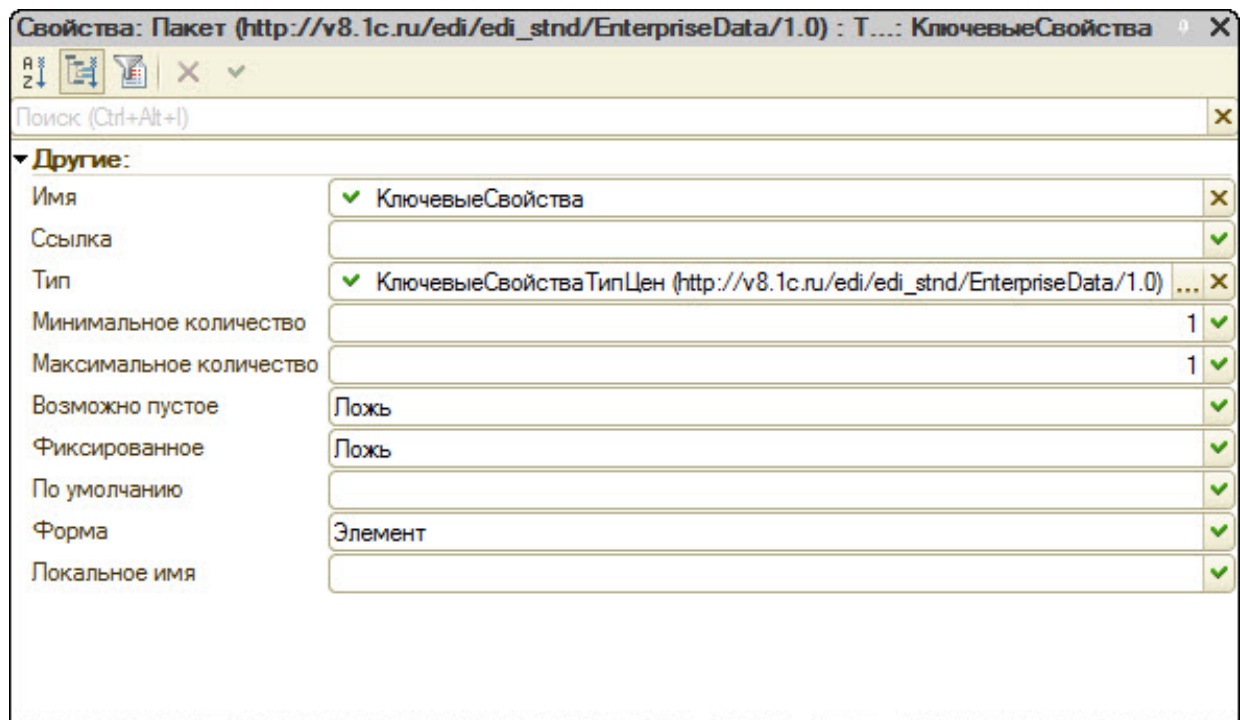 Свойства: Пакет (http://v8.1c.ru/edi/edi_stnd/EnterpriseData/1.0) : Т...: КлючевыеСвойства
Поиск (Ctrl+Alt+I)
Другие:
Имя КлючевыеСвойства
Ссылка
Тип КлючевыеСвойстваТипЦен (http://v8.1c.ru/edi/edi_stnd/EnterpriseData/1.0) ...
Минимальное количество 1
Максимальное количество 1
Возможно пустое Ложь
Фиксированное Ложь
По умолчанию
Форма Элемент
Локальное имя